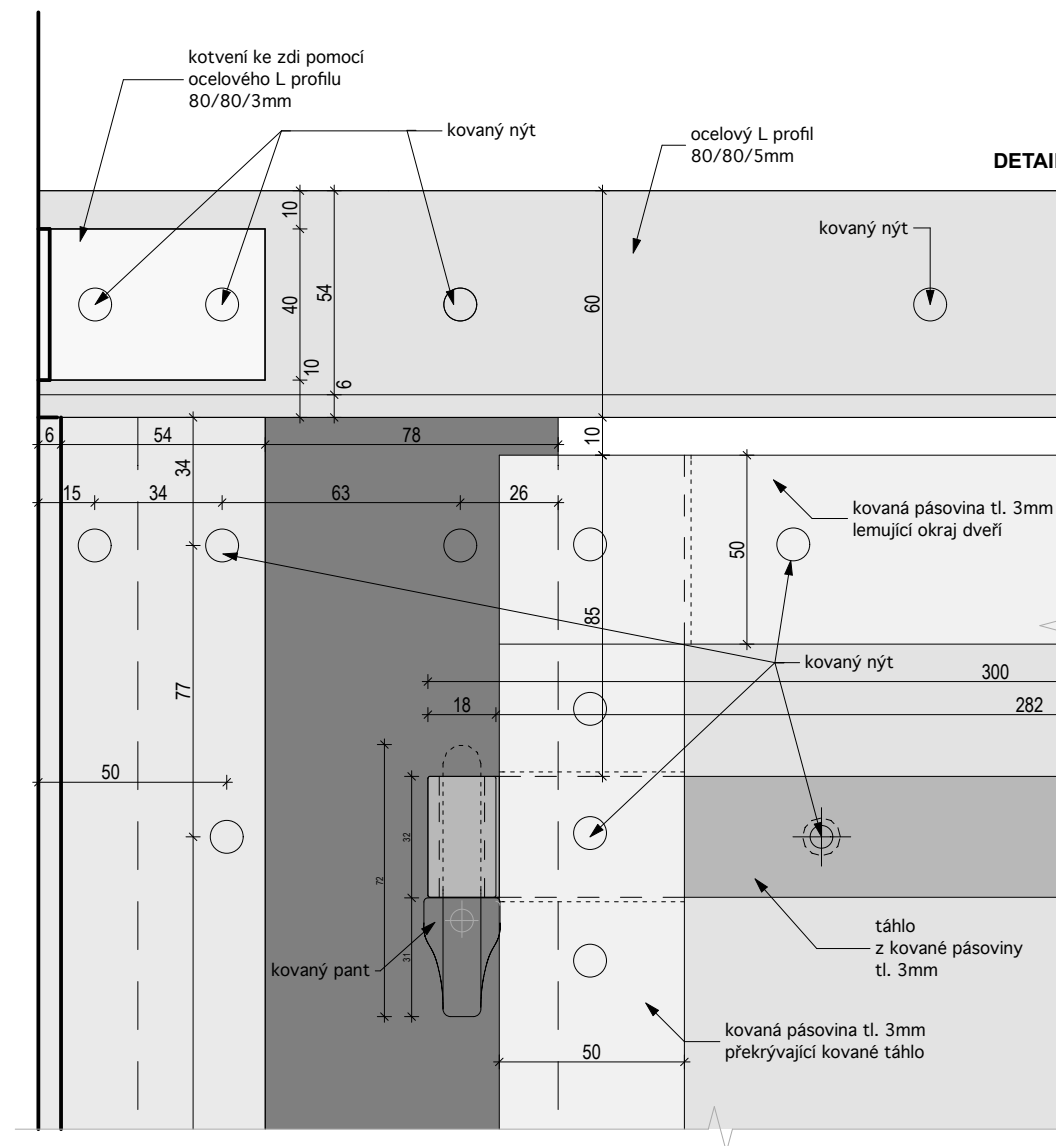 kotvení ke zdi pomocí
ocelového L profilu
80/80/3mm
kovaný nýt
ocelový L profil
80/80/5mm
DETAIL
kovaný nýt
10
54
40
60
10
6
6
54
78
10
34
15
34
63
26
kovaná pásovina tl. 3mm
lemující okraj dveří
50
85
kovaný nýt
300
77
18
282
50
32
72
31
kovaný pant
táhlo
z kované pásoviny
tl. 3mm
kovaná pásovina tl. 3mm
překrývající kované táhlo
50